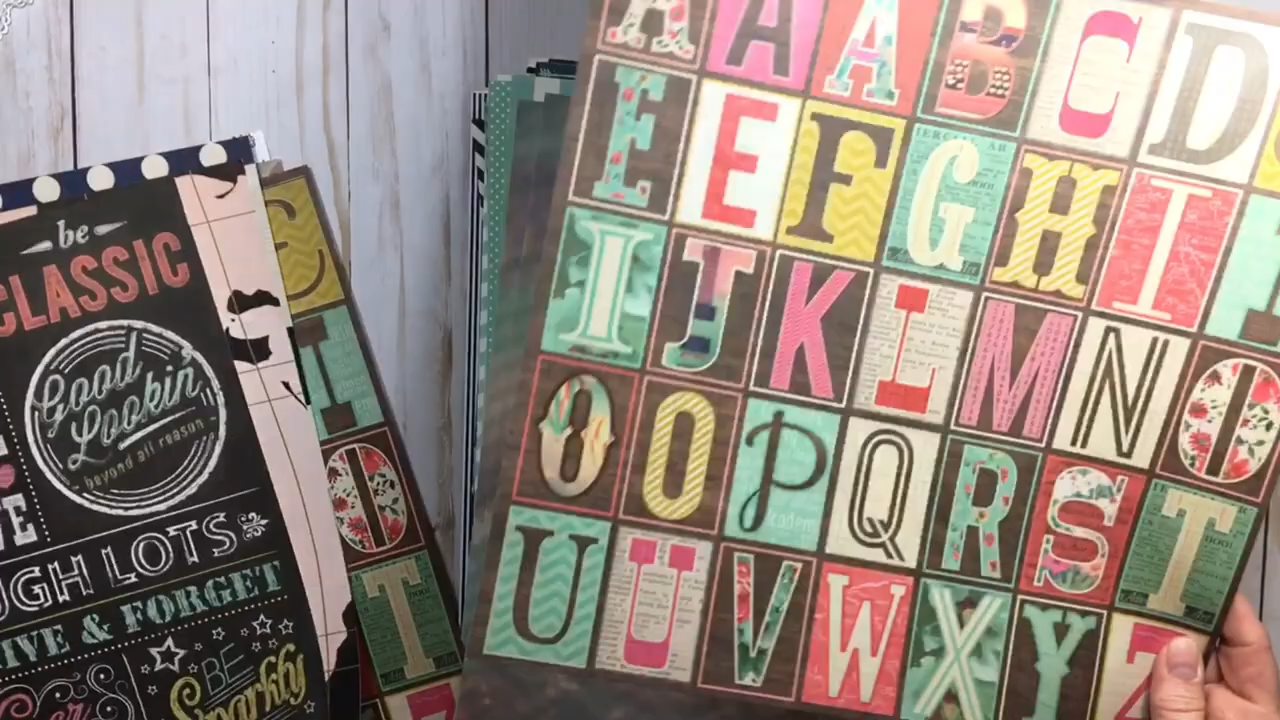 be
CLASSIC
Good
Lookin'
beyond all reason
UGH LOTS
IVE & FORGET
BE
Sparkly
E
I
O
T
A A A B C D
E E F G H I
I J K L M N O
O O P Q R S T
U U V W X Y Z